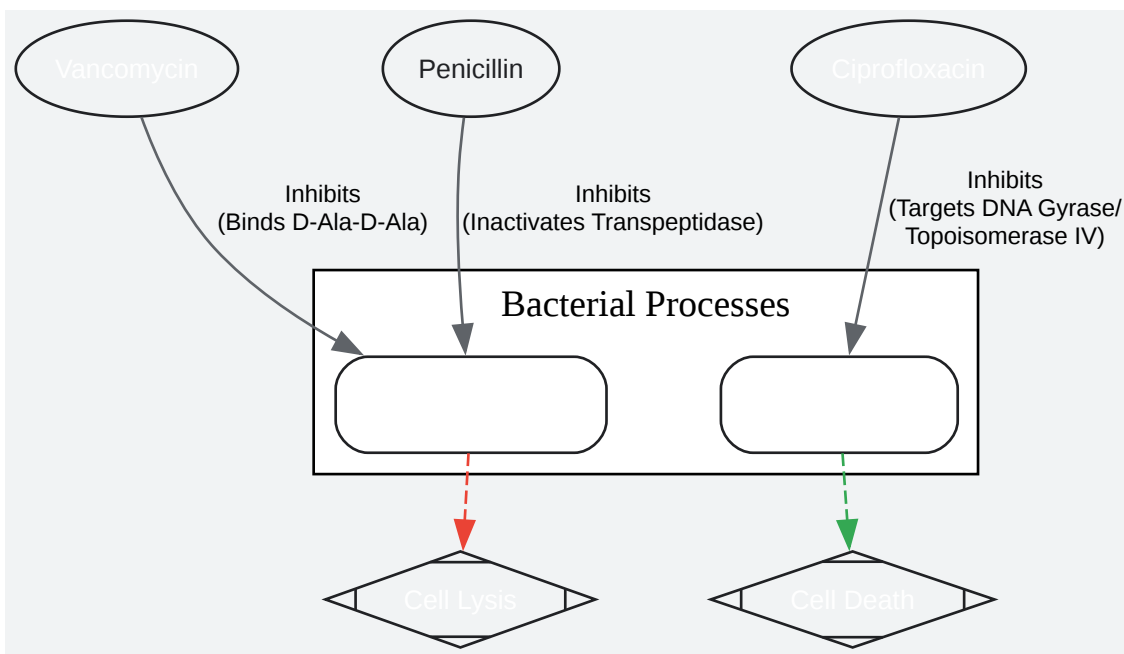 Vancomycin
Penicillin
Ciprofloxacin
Inhibits
(Binds D-Ala-D-Ala)
Inhibits
(Inactivates Transpeptidase)
Inhibits
(Targets DNA Gyrase/
Topoisomerase IV)
Bacterial Processes
Cell Lysis
Cell Death